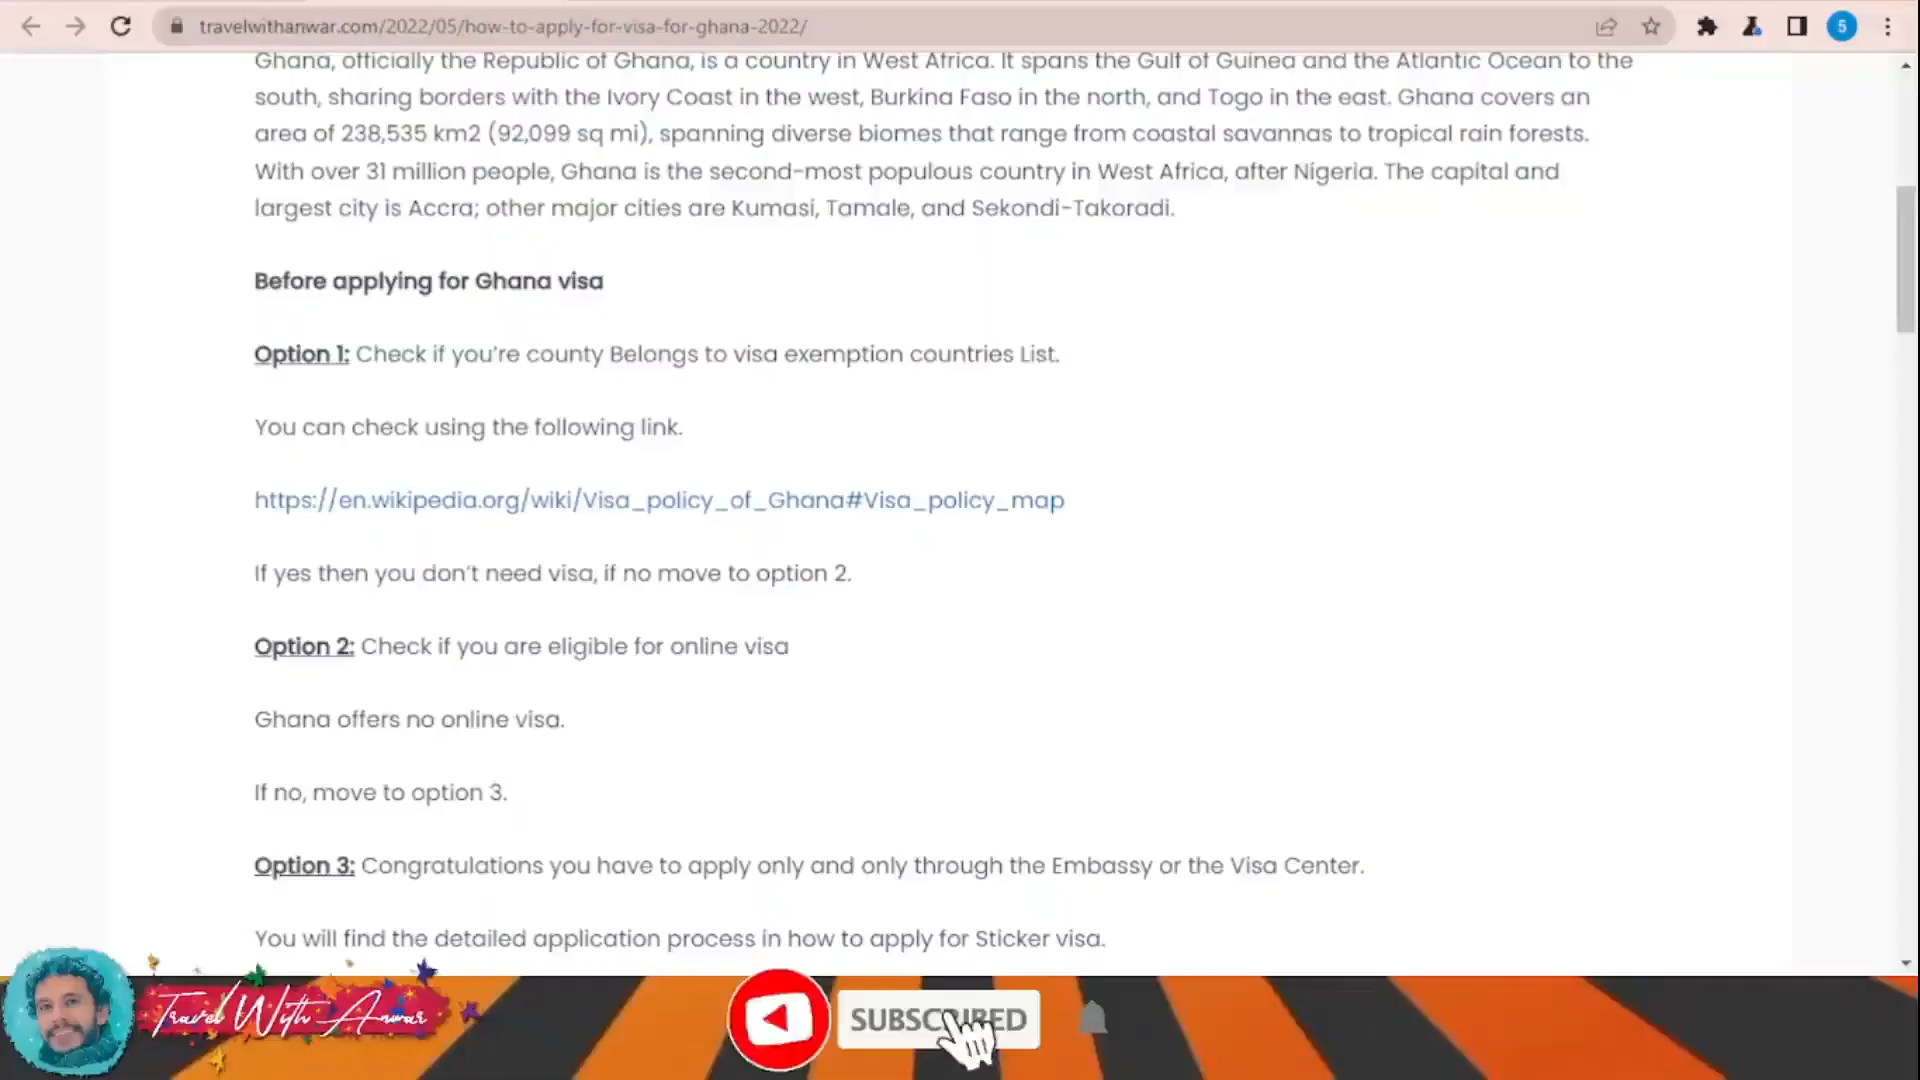 travelwithanwar.com/2022/05/how-to-apply-for-visa-for-ghana-2022/
5
Ghana, officially the Republic of Ghana, is a country in West Africa. It spans the Gulf of Guinea and the Atlantic Ocean to the
south, sharing borders with the Ivory Coast in the west, Burkina Faso in the north, and Togo in the east. Ghana covers an
area of 238,535 km2 (92,099 sq mi), spanning diverse biomes that range from coastal savannas to tropical rain forests.
With over 31 million people, Ghana is the second-most populous country in West Africa, after Nigeria. The capital and
largest city is Accra; other major cities are Kumasi, Tamale, and Sekondi-Takoradi.
Before applying for Ghana visa
Option 1: Check if you’re county Belongs to visa exemption countries List.
You can check using the following link.
https://en.wikipedia.org/wiki/Visa_policy_of_Ghana#Visa_policy_map
If yes then you don’t need visa, if no move to option 2.
Option 2: Check if you are eligible for online visa
Ghana offers no online visa.
If no, move to option 3.
Option 3: Congratulations you have to apply only and only through the Embassy or the Visa Center.
You will find the detailed application process in how to apply for Sticker visa.
Travel With Anwar
SUBSCRIBED